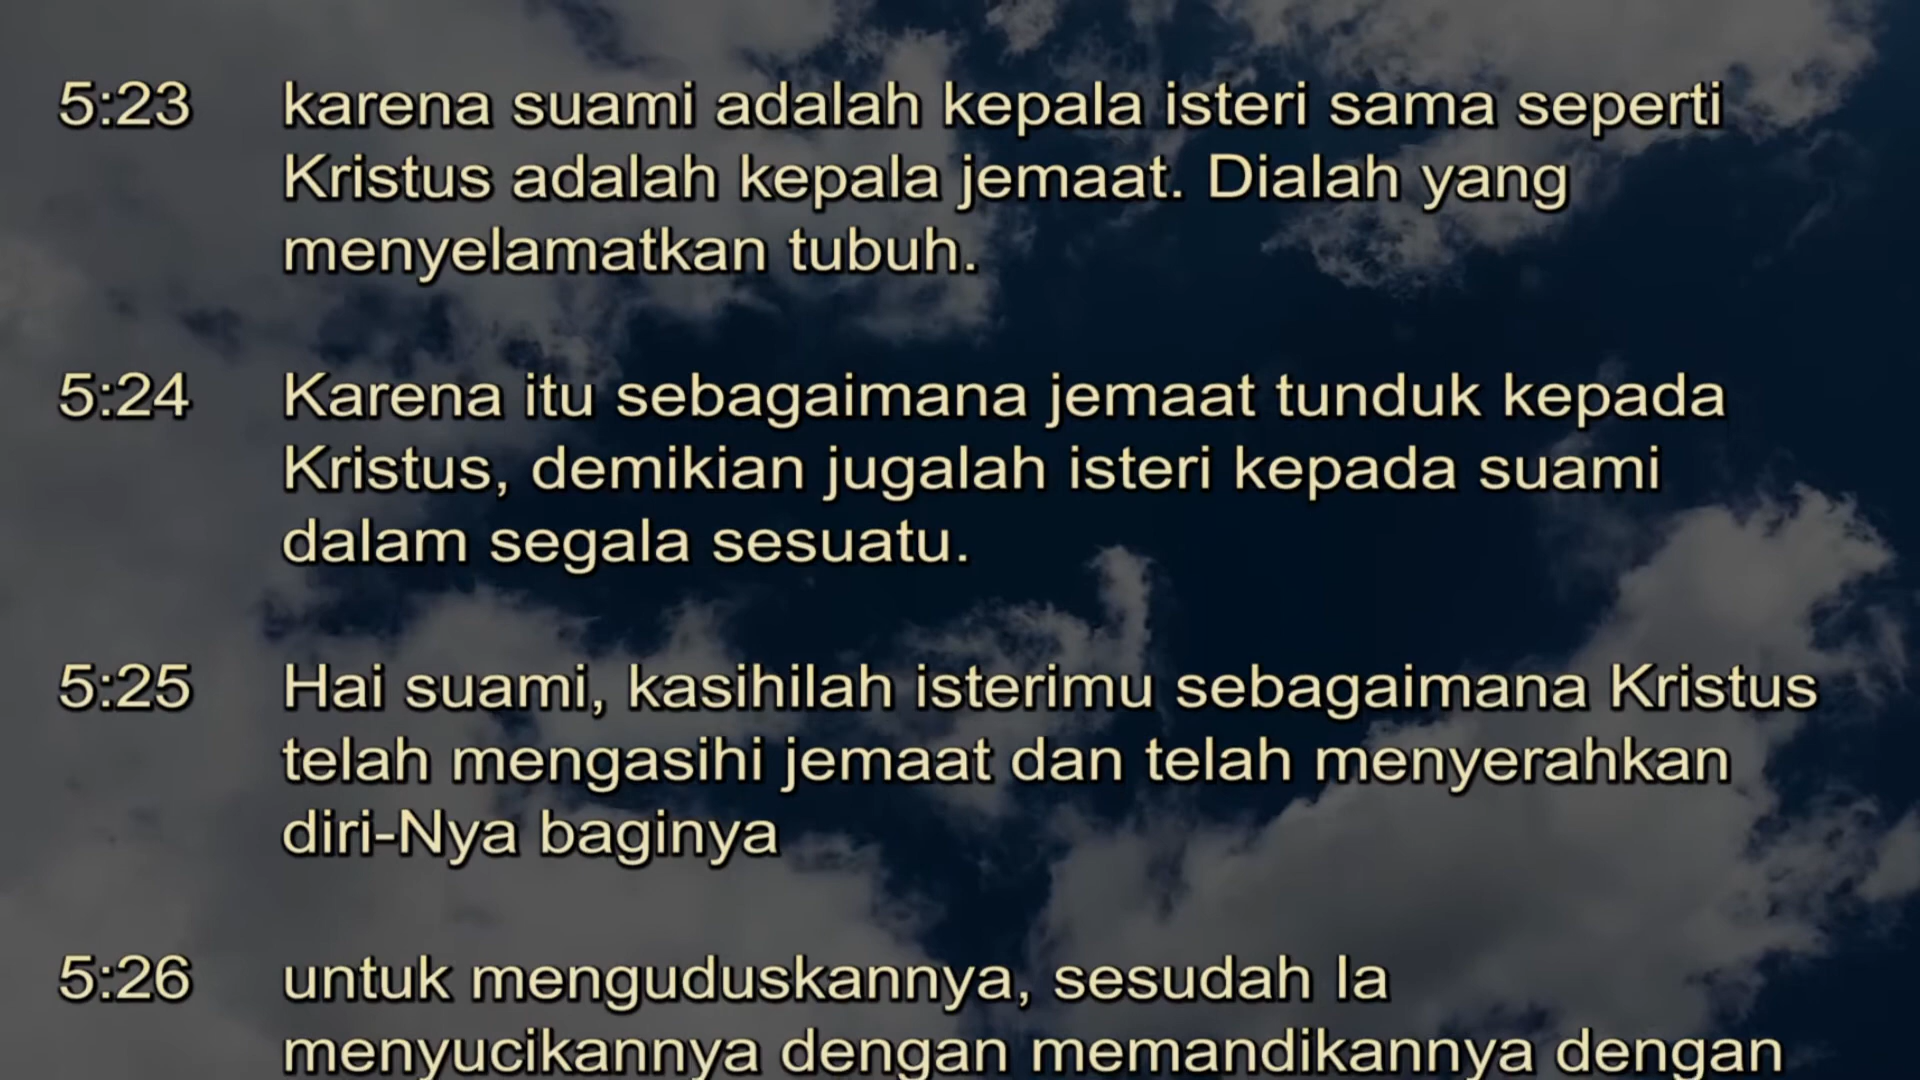 5:23 karena suami adalah kepala isteri sama seperti
Kristus adalah kepala jemaat. Dialah yang
menyelamatkan tubuh.
5:24 Karena itu sebagaimana jemaat tunduk kepada
Kristus, demikian jugalah isteri kepada suami
dalam segala sesuatu.
5:25 Hai suami, kasihilah isterimu sebagaimana Kristus
telah mengasihi jemaat dan telah menyerahkan
diri-Nya baginya
5:26 untuk menguduskannya, sesudah Ia
menyucikannya dengan memandikannya dengan